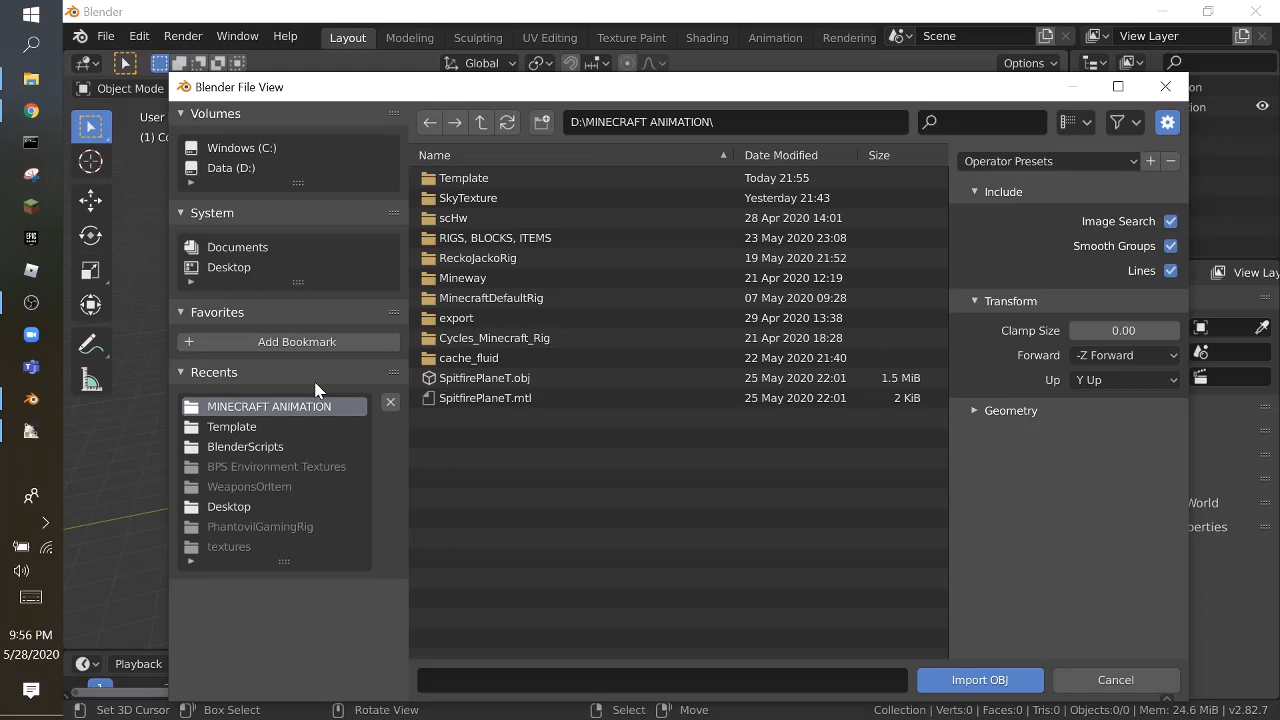 Blender
File Edit Render Window Help Layout Modeling Sculpting UV Editing Texture Paint Shading Animation Rendering Scene View Layer
Global Options
Blender File View
Object Mode
User
(1) Co
Volumes
Windows (C:)
Data (D:)
System
Documents
Desktop
Favorites
Add Bookmark
Recents
MINECRAFT ANIMATION
Template
BlenderScripts
BPS Environment Textures
WeaponsOrItem
Desktop
PhantovilGamingRig
textures
D:\MINECRAFT ANIMATION\
Name Date Modified Size
Template Today 21:55
SkyTexture Yesterday 21:43
scHw 28 Apr 2020 14:01
RIGS, BLOCKS, ITEMS 23 May 2020 23:08
ReckoJackoRig 19 May 2020 21:52
Mineway 21 Apr 2020 12:19
MinecraftDefaultRig 07 May 2020 09:28
export 29 Apr 2020 13:38
Cycles_Minecraft_Rig 21 Apr 2020 18:28
cache_fluid 22 May 2020 21:40
SpitfirePlaneT.obj 25 May 2020 22:01 1.5 MiB
SpitfirePlaneT.mtl 25 May 2020 22:01 2 KiB
Operator Presets
Include
Image Search
Smooth Groups
Lines
Transform
Clamp Size 0.00
Forward -Z Forward
Up Y Up
Geometry
Import OBJ Cancel
on
ion
View Lay
World
perties
Playback
1
Set 3D Cursor Box Select Rotate View Select Move Collection | Verts:0 | Faces:0 | Tris:0 | Objects:0/0 | Mem: 24.6 MiB | v2.82.7
9:56 PM
5/28/2020